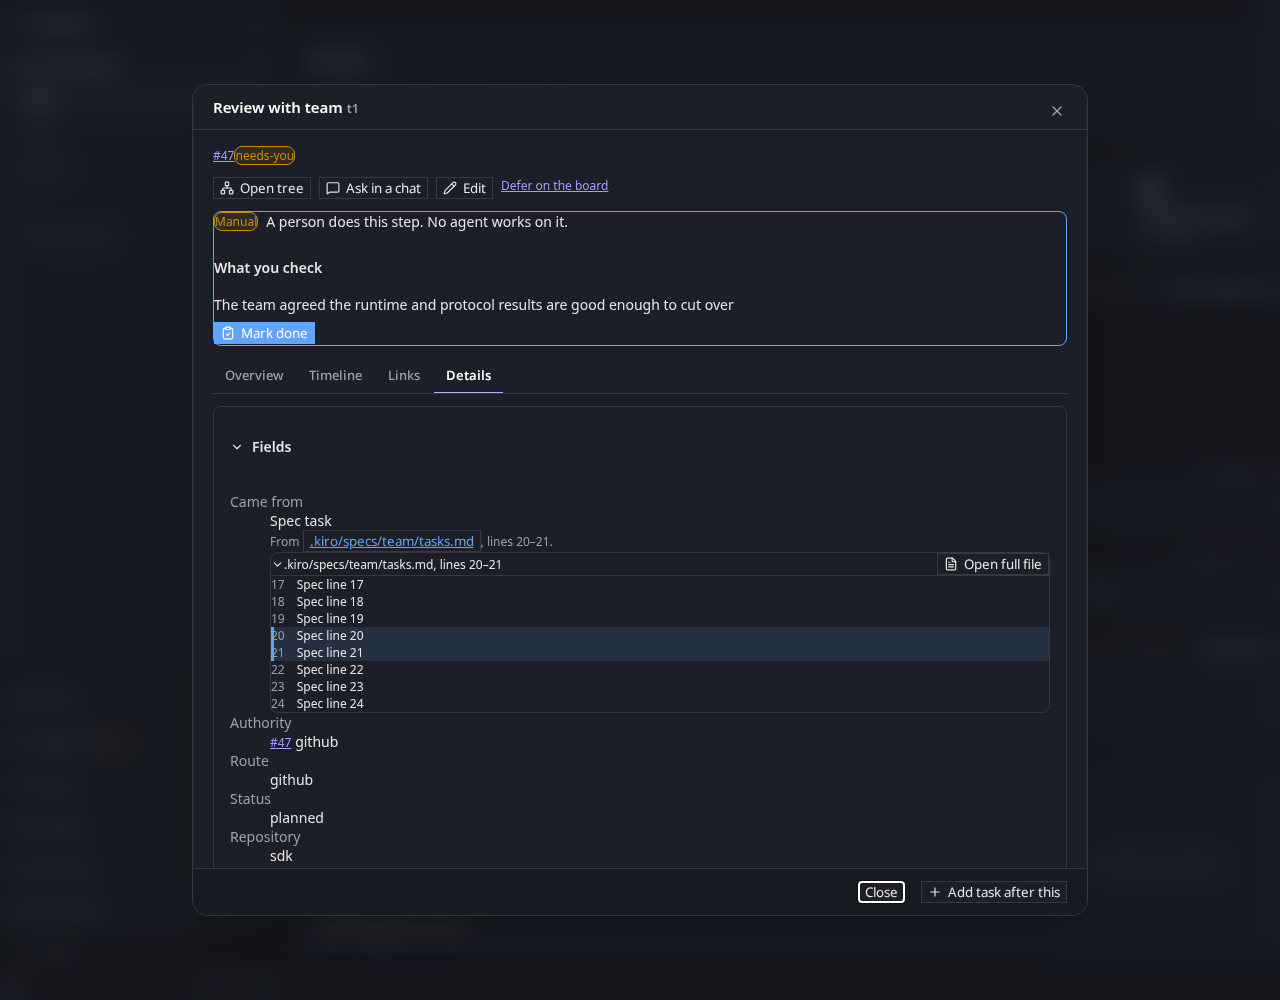 Review with team t1
#47 needs-you
Open tree Ask in a chat Edit Defer on the board
Manual A person does this step. No agent works on it.
What you check
The team agreed the runtime and protocol results are good enough to cut over
Mark done
Overview Timeline Links Details
Fields
Came from
Spec task
From .kiro/specs/team/tasks.md, lines 20–21.
.kiro/specs/team/tasks.md, lines 20–21 Open full file
17 Spec line 17
18 Spec line 18
19 Spec line 19
20 Spec line 20
21 Spec line 21
22 Spec line 22
23 Spec line 23
24 Spec line 24
Authority
#47 github
Route
github
Status
planned
Repository
sdk
Close Add task after this